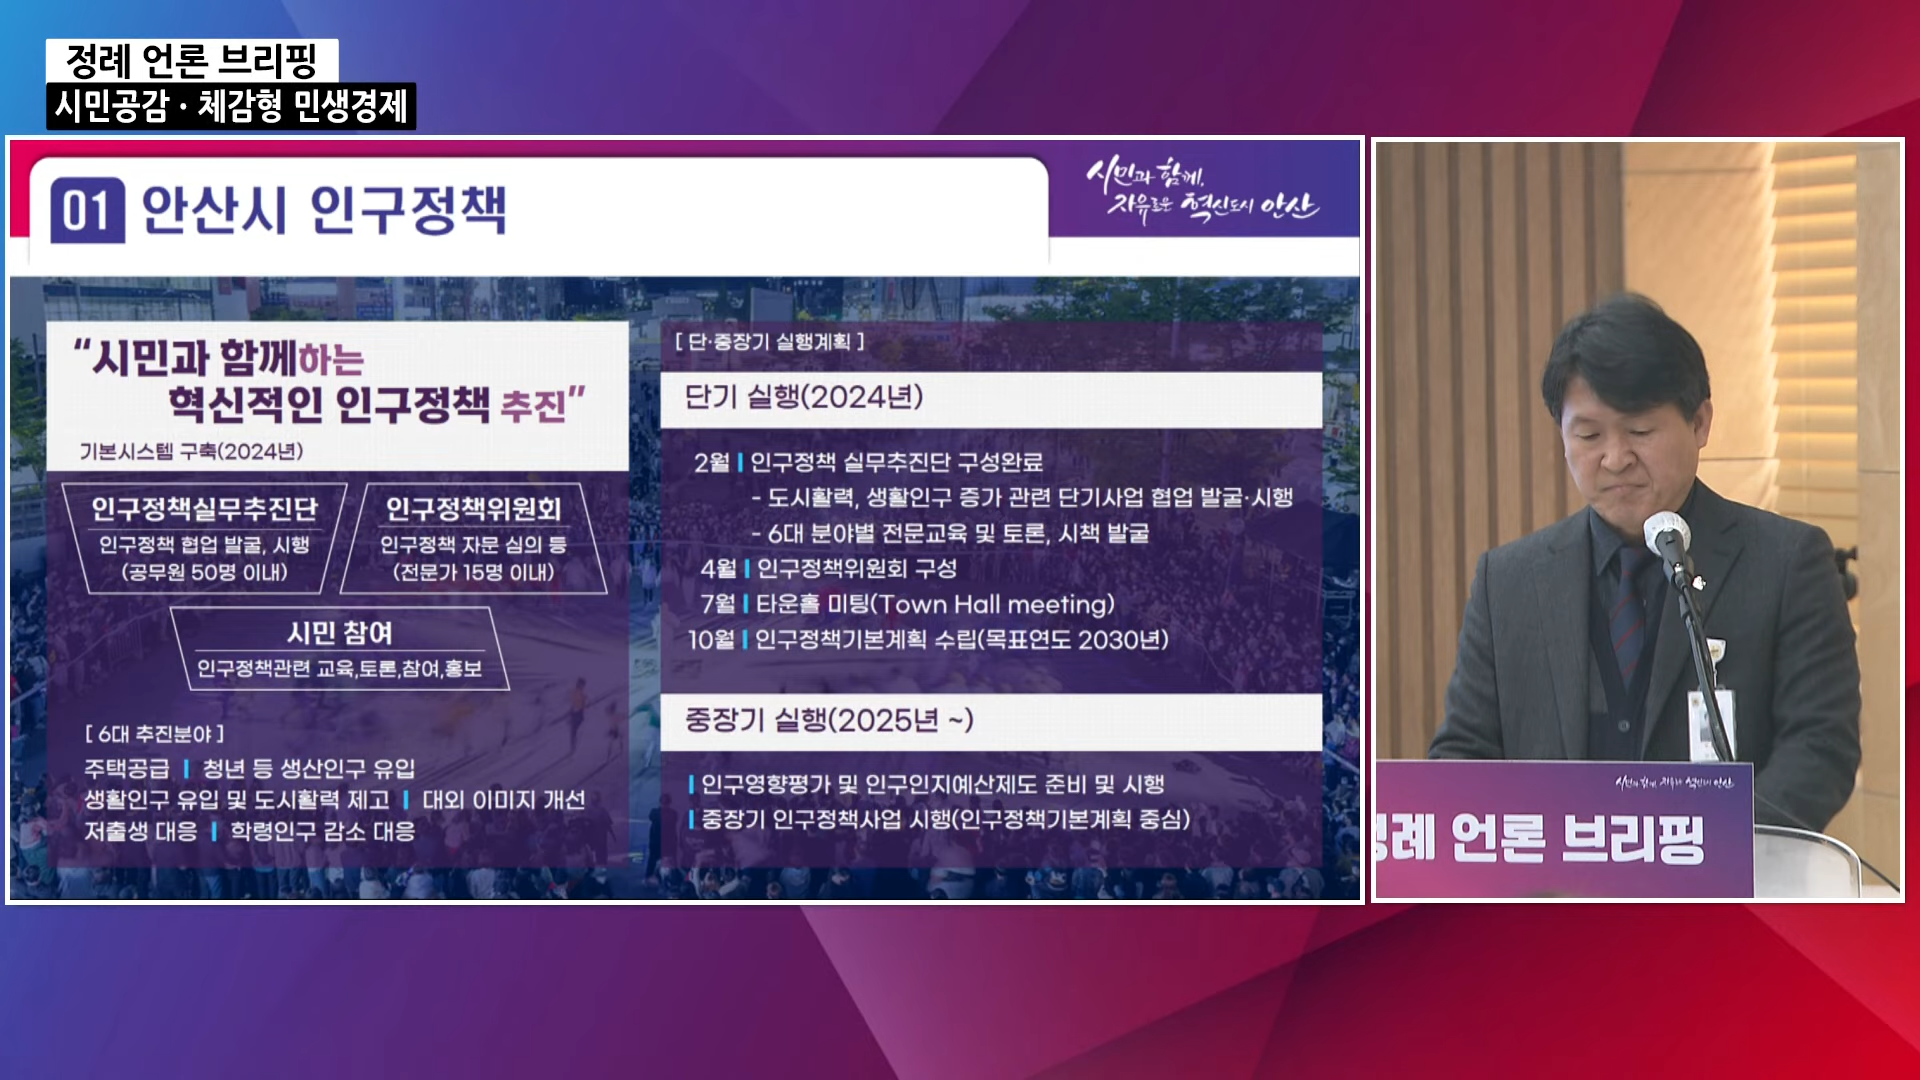 정례 언론 브리핑
시민공감 · 체감형 민생경제
01 안산시 인구정책
시민과 함께,
자유로운 혁신도시 안산
“시민과 함께하는
혁신적인 인구정책 추진”
기본시스템 구축(2024년)
인구정책실무추진단
인구정책 협업 발굴, 시행
(공무원 50명 이내)
인구정책위원회
인구정책 자문 심의 등
(전문가 15명 이내)
시민 참여
인구정책관련 교육,토론,참여,홍보
[ 6대 추진분야 ]
주택공급 | 청년 등 생산인구 유입
생활인구 유입 및 도시활력 제고 | 대외 이미지 개선
저출생 대응 | 학령인구 감소 대응
[ 단·중장기 실행계획 ]
단기 실행(2024년)
2월 | 인구정책 실무추진단 구성완료
- 도시활력, 생활인구 증가 관련 단기사업 협업 발굴·시행
- 6대 분야별 전문교육 및 토론, 시책 발굴
4월 | 인구정책위원회 구성
7월 | 타운홀 미팅(Town Hall meeting)
10월 | 인구정책기본계획 수립(목표연도 2030년)
중장기 실행(2025년 ~)
| 인구영향평가 및 인구인지예산제도 준비 및 시행
| 중장기 인구정책사업 시행(인구정책기본계획 중심)
시민과 함께, 자유로운 혁신도시 안산
정례 언론 브리핑